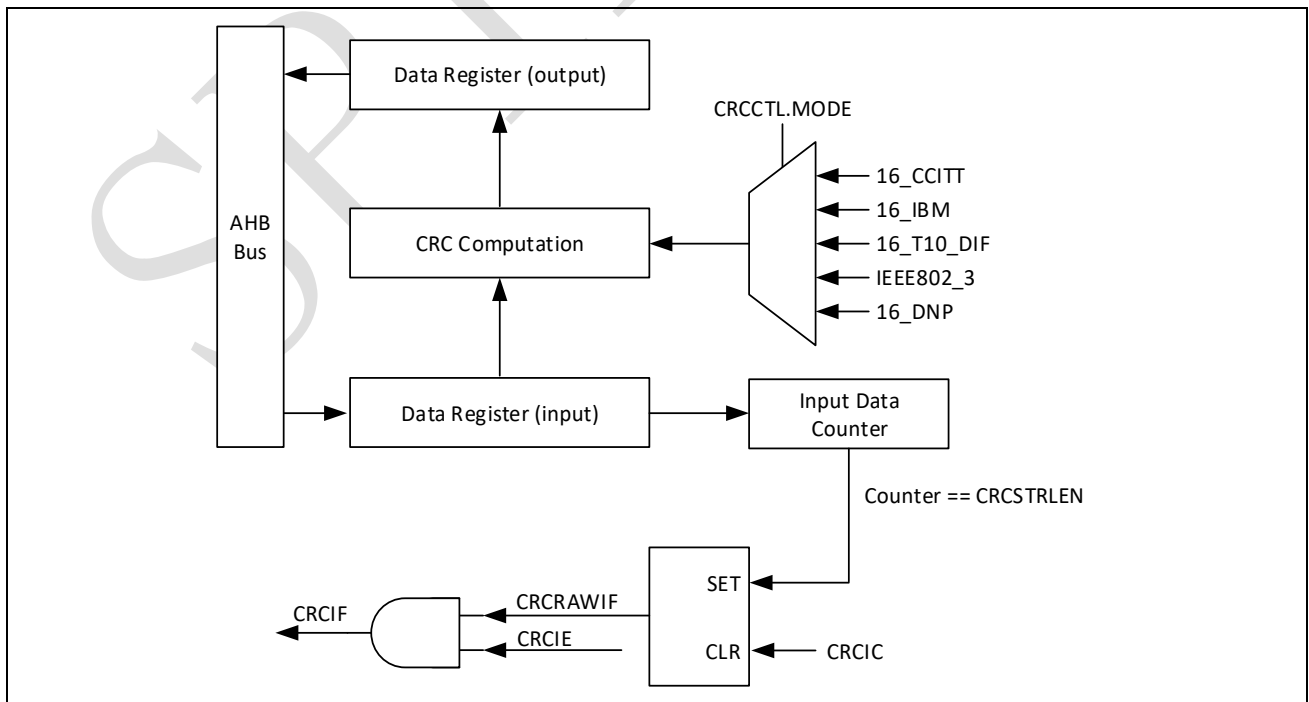 Data Register (output)
CRCCTL.MODE
16_CCITT
16_IBM
AHB
Bus
CRC Computation
16_T10_DIF
IEEE802_3
16_DNP
Data Register (input)
Input Data
Counter
Counter == CRCSTRLEN
SET
CRCRAWIF
CRCIF
CRCIE
CLR
CRCIC